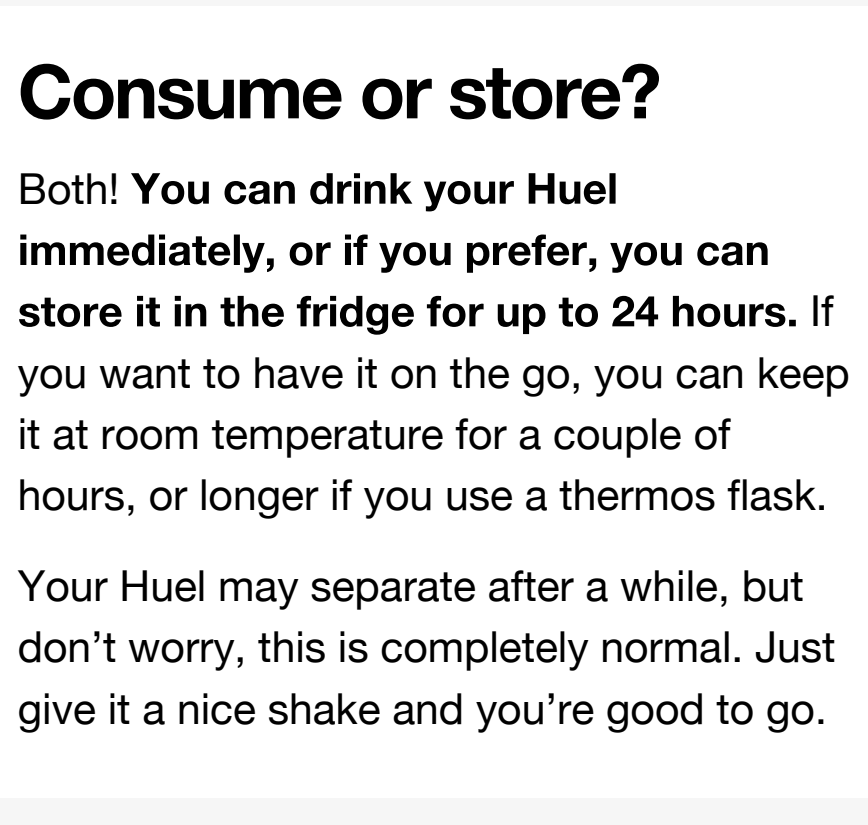 Consume or store?
Both! You can drink your Huel
immediately, or if you prefer, you can
store it in the fridge for up to 24 hours. If
you want to have it on the go, you can keep
it at room temperature for a couple of
hours, or longer if you use a thermos flask.
Your Huel may separate after a while, but
don’t worry, this is completely normal. Just
give it a nice shake and you’re good to go.